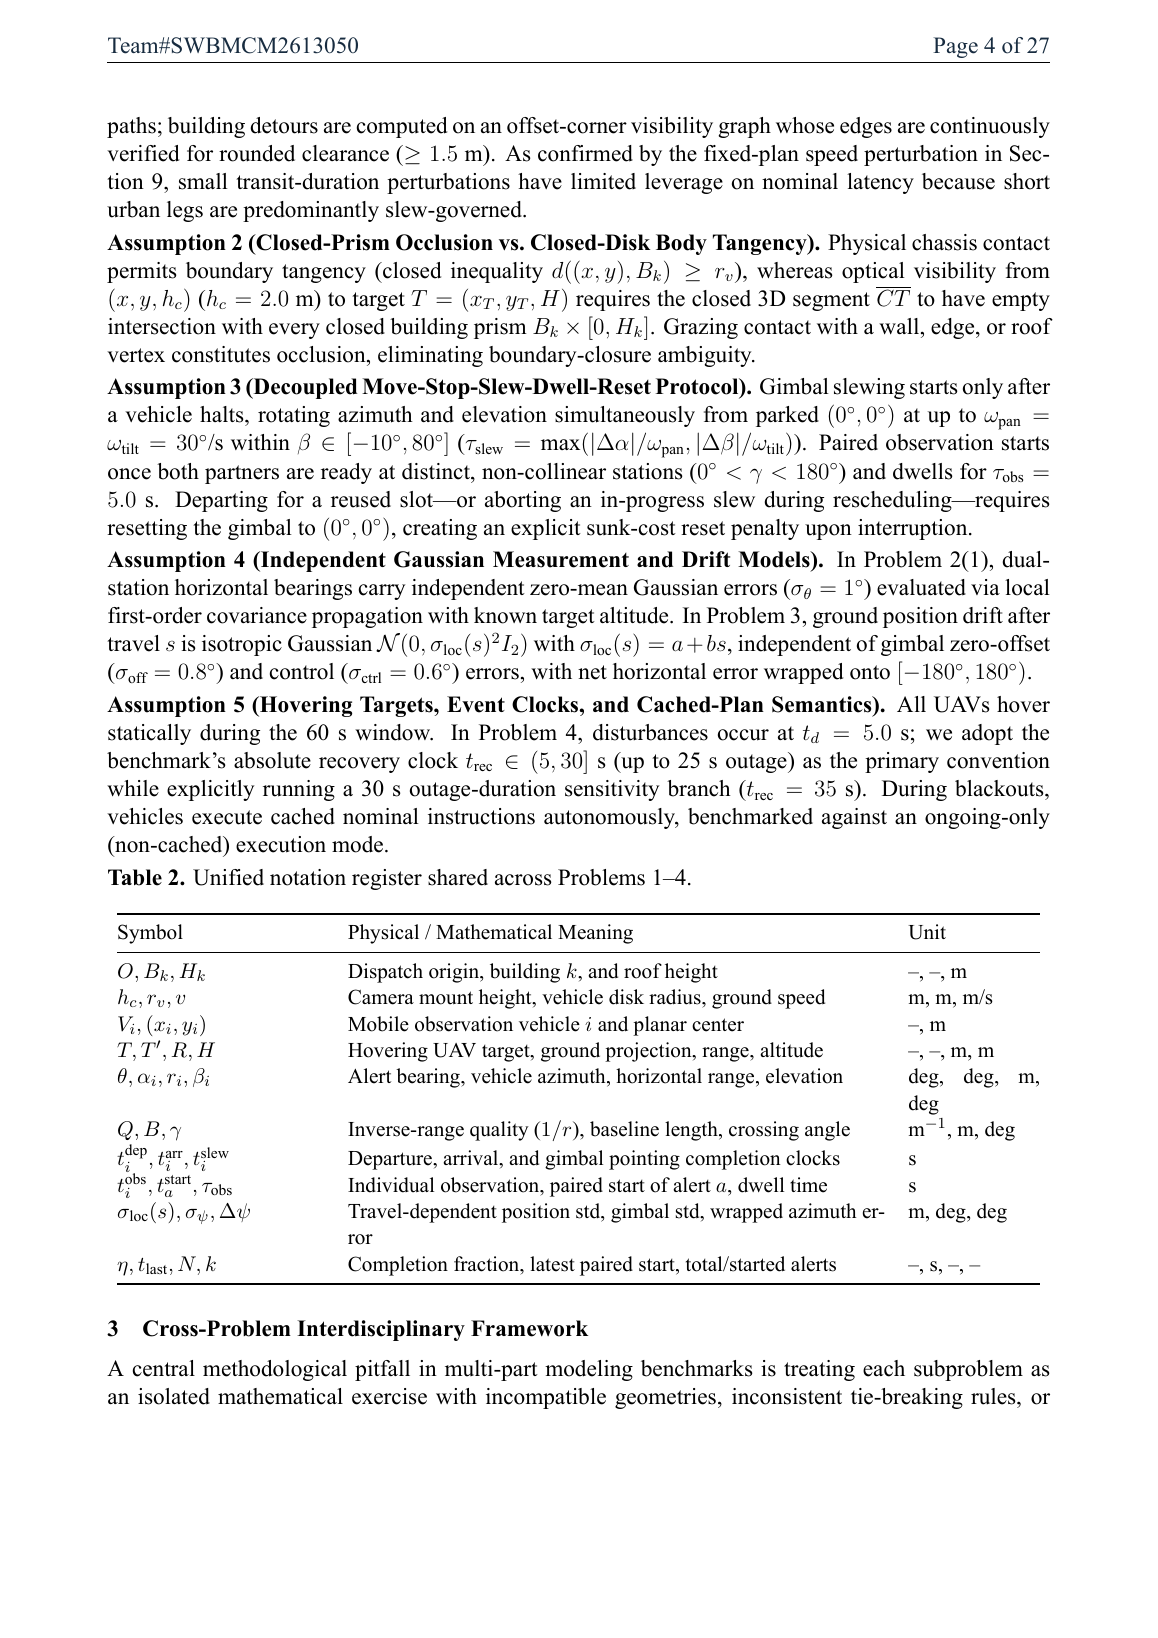 Team#SWBMCM2613050 Page 4 of 27
paths; building detours are computed on an offset-corner visibility graph whose edges are continuously
verified for rounded clearance (≥ 1.5 m). As confirmed by the fixed-plan speed perturbation in Sec-
tion 9, small transit-duration perturbations have limited leverage on nominal latency because short
urban legs are predominantly slew-governed.
Assumption 2 (Closed-Prism Occlusion vs. Closed-Disk Body Tangency). Physical chassis contact
permits boundary tangency (closed inequality d((x, y), B_k) ≥ r_v), whereas optical visibility from
(x, y, h_c) (h_c = 2.0 m) to target T = (x_T, y_T, H) requires the closed 3D segment \overline{CT} to have empty
intersection with every closed building prism B_k × [0, H_k]. Grazing contact with a wall, edge, or roof
vertex constitutes occlusion, eliminating boundary-closure ambiguity.
Assumption 3 (Decoupled Move-Stop-Slew-Dwell-Reset Protocol). Gimbal slewing starts only after
a vehicle halts, rotating azimuth and elevation simultaneously from parked (0°, 0°) at up to ω_pan =
ω_tilt = 30°/s within β ∈ [−10°, 80°] (τ_slew = max(|Δα|/ω_pan, |Δβ|/ω_tilt)). Paired observation starts
once both partners are ready at distinct, non-collinear stations (0° < γ < 180°) and dwells for τ_obs =
5.0 s. Departing for a reused slot—or aborting an in-progress slew during rescheduling—requires
resetting the gimbal to (0°, 0°), creating an explicit sunk-cost reset penalty upon interruption.
Assumption 4 (Independent Gaussian Measurement and Drift Models). In Problem 2(1), dual-
station horizontal bearings carry independent zero-mean Gaussian errors (σ_θ = 1°) evaluated via local
first-order covariance propagation with known target altitude. In Problem 3, ground position drift after
travel s is isotropic Gaussian 𝒩(0, σ_loc(s)²I₂) with σ_loc(s) = a+bs, independent of gimbal zero-offset
(σ_off = 0.8°) and control (σ_ctrl = 0.6°) errors, with net horizontal error wrapped onto [−180°, 180°).
Assumption 5 (Hovering Targets, Event Clocks, and Cached-Plan Semantics). All UAVs hover
statically during the 60 s window. In Problem 4, disturbances occur at t_d = 5.0 s; we adopt the
benchmark's absolute recovery clock t_rec ∈ (5, 30] s (up to 25 s outage) as the primary convention
while explicitly running a 30 s outage-duration sensitivity branch (t_rec = 35 s). During blackouts,
vehicles execute cached nominal instructions autonomously, benchmarked against an ongoing-only
(non-cached) execution mode.
Table 2. Unified notation register shared across Problems 1–4.
Symbol Physical / Mathematical Meaning Unit
O, B_k, H_k Dispatch origin, building k, and roof height –, –, m
h_c, r_v, v Camera mount height, vehicle disk radius, ground speed m, m, m/s
V_i, (x_i, y_i) Mobile observation vehicle i and planar center –, m
T, T′, R, H Hovering UAV target, ground projection, range, altitude –, –, m, m
θ, α_i, r_i, β_i Alert bearing, vehicle azimuth, horizontal range, elevation deg, deg, m,
deg
Q, B, γ Inverse-range quality (1/r), baseline length, crossing angle m⁻¹, m, deg
t_i^dep, t_i^arr, t_i^slew Departure, arrival, and gimbal pointing completion clocks s
t_i^obs, t_a^start, τ_obs Individual observation, paired start of alert a, dwell time s
σ_loc(s), σ_ψ, Δψ Travel-dependent position std, gimbal std, wrapped azimuth er- m, deg, deg
ror
η, t_last, N, k Completion fraction, latest paired start, total/started alerts –, s, –, –
3 Cross-Problem Interdisciplinary Framework
A central methodological pitfall in multi-part modeling benchmarks is treating each subproblem as
an isolated mathematical exercise with incompatible geometries, inconsistent tie-breaking rules, or